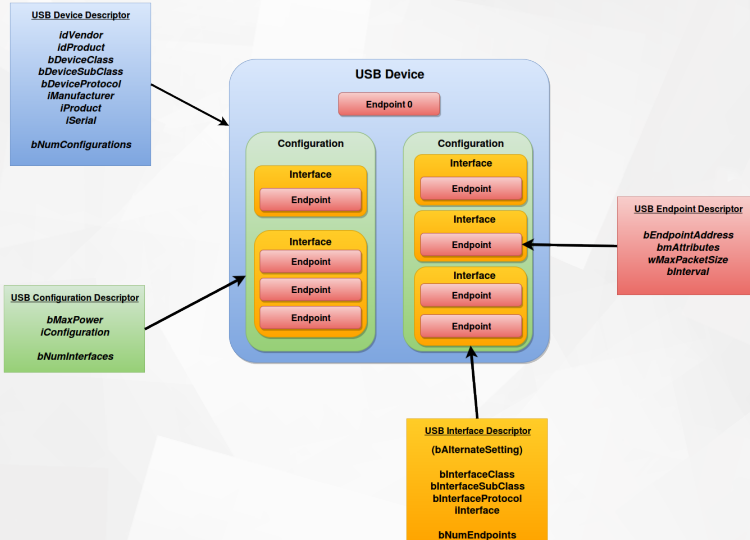 USB Device Descriptor
idVendor
idProduct
bDeviceClass
bDeviceSubClass
bDeviceProtocol
iManufacturer
iProduct
iSerial
bNumConfigurations
USB Device
Endpoint 0
Configuration
Interface
Endpoint
Interface
Endpoint
Endpoint
Endpoint
Configuration
Interface
Endpoint
Interface
Endpoint
Interface
Endpoint
Endpoint
USB Endpoint Descriptor
bEndpointAddress
bmAttributes
wMaxPacketSize
bInterval
USB Configuration Descriptor
bMaxPower
iConfiguration
bNumInterfaces
USB Interface Descriptor
(bAlternateSetting)
bInterfaceClass
bInterfaceSubClass
bInterfaceProtocol
iInterface
bNumEndpoints